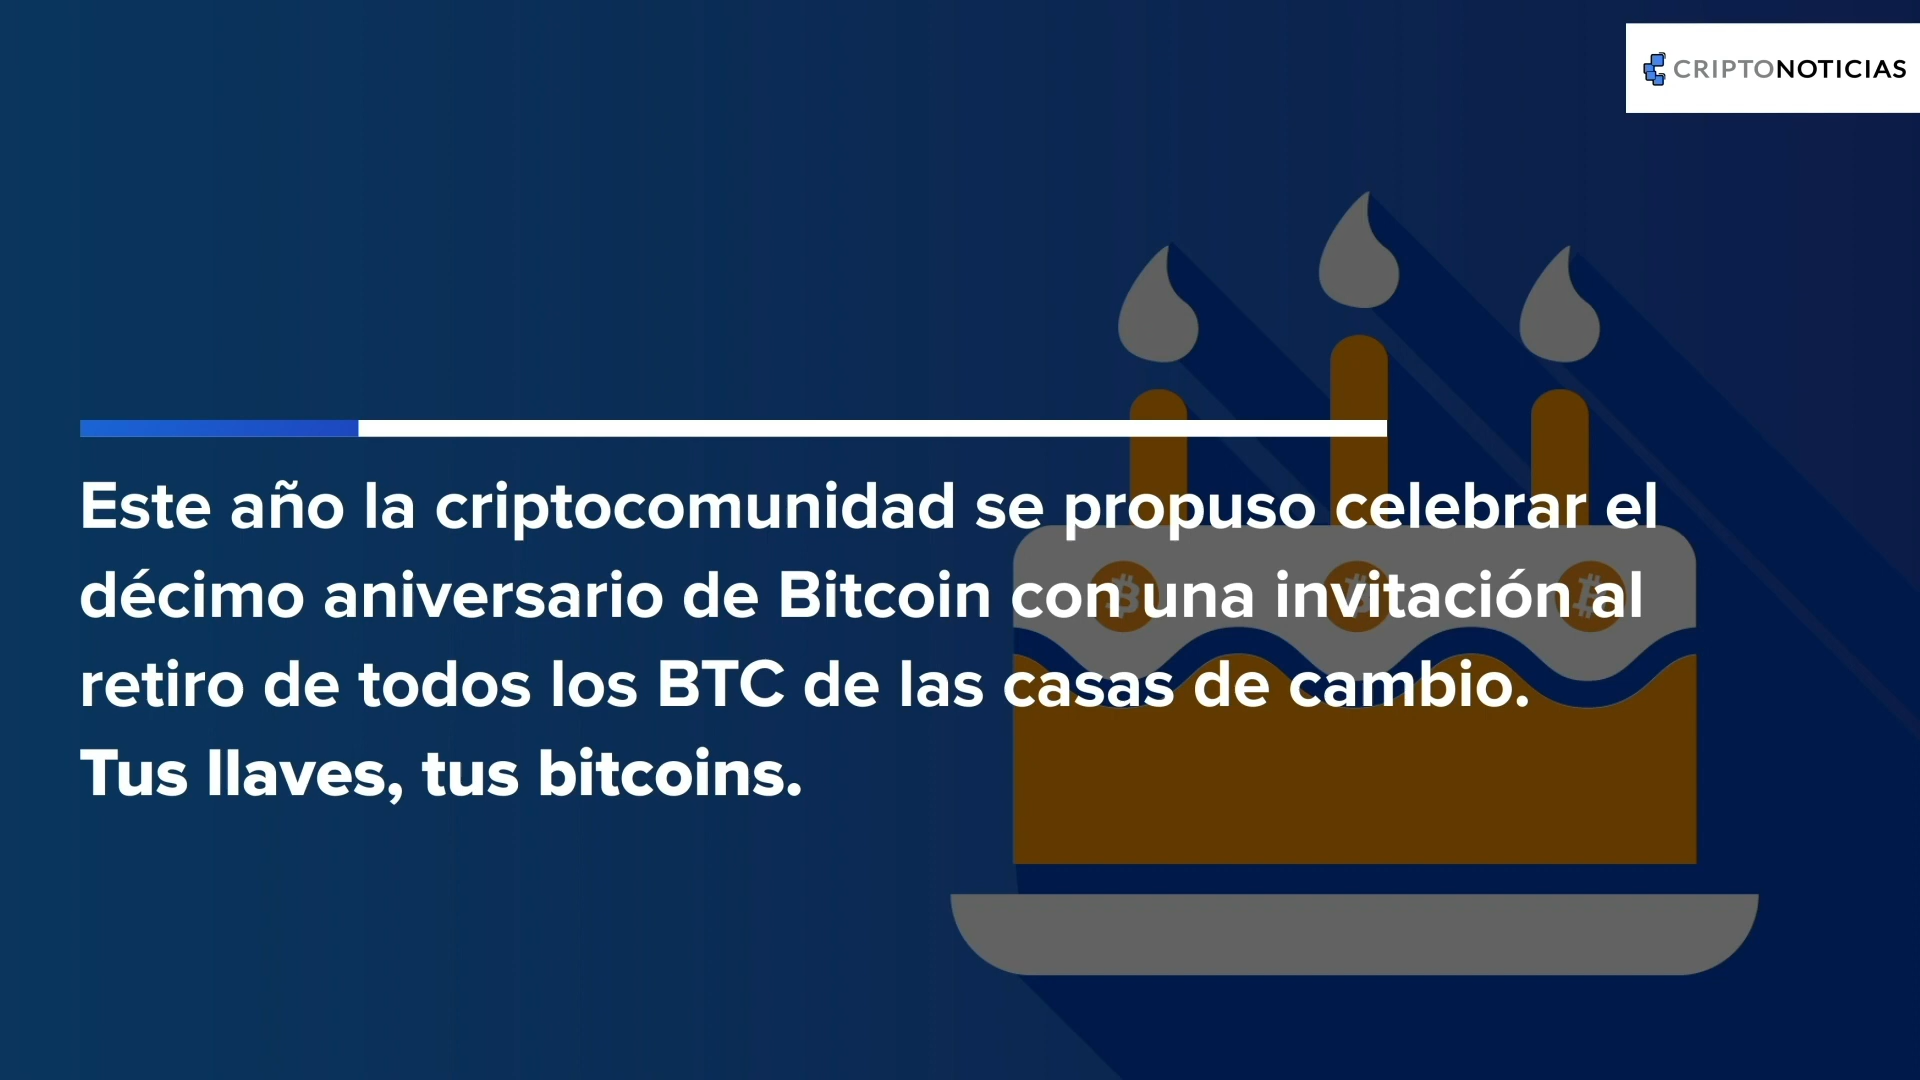 CRIPTONOTICIAS
Este año la criptocomunidad se propuso celebrar el
décimo aniversario de Bitcoin con una invitación al
retiro de todos los BTC de las casas de cambio.
Tus llaves, tus bitcoins.